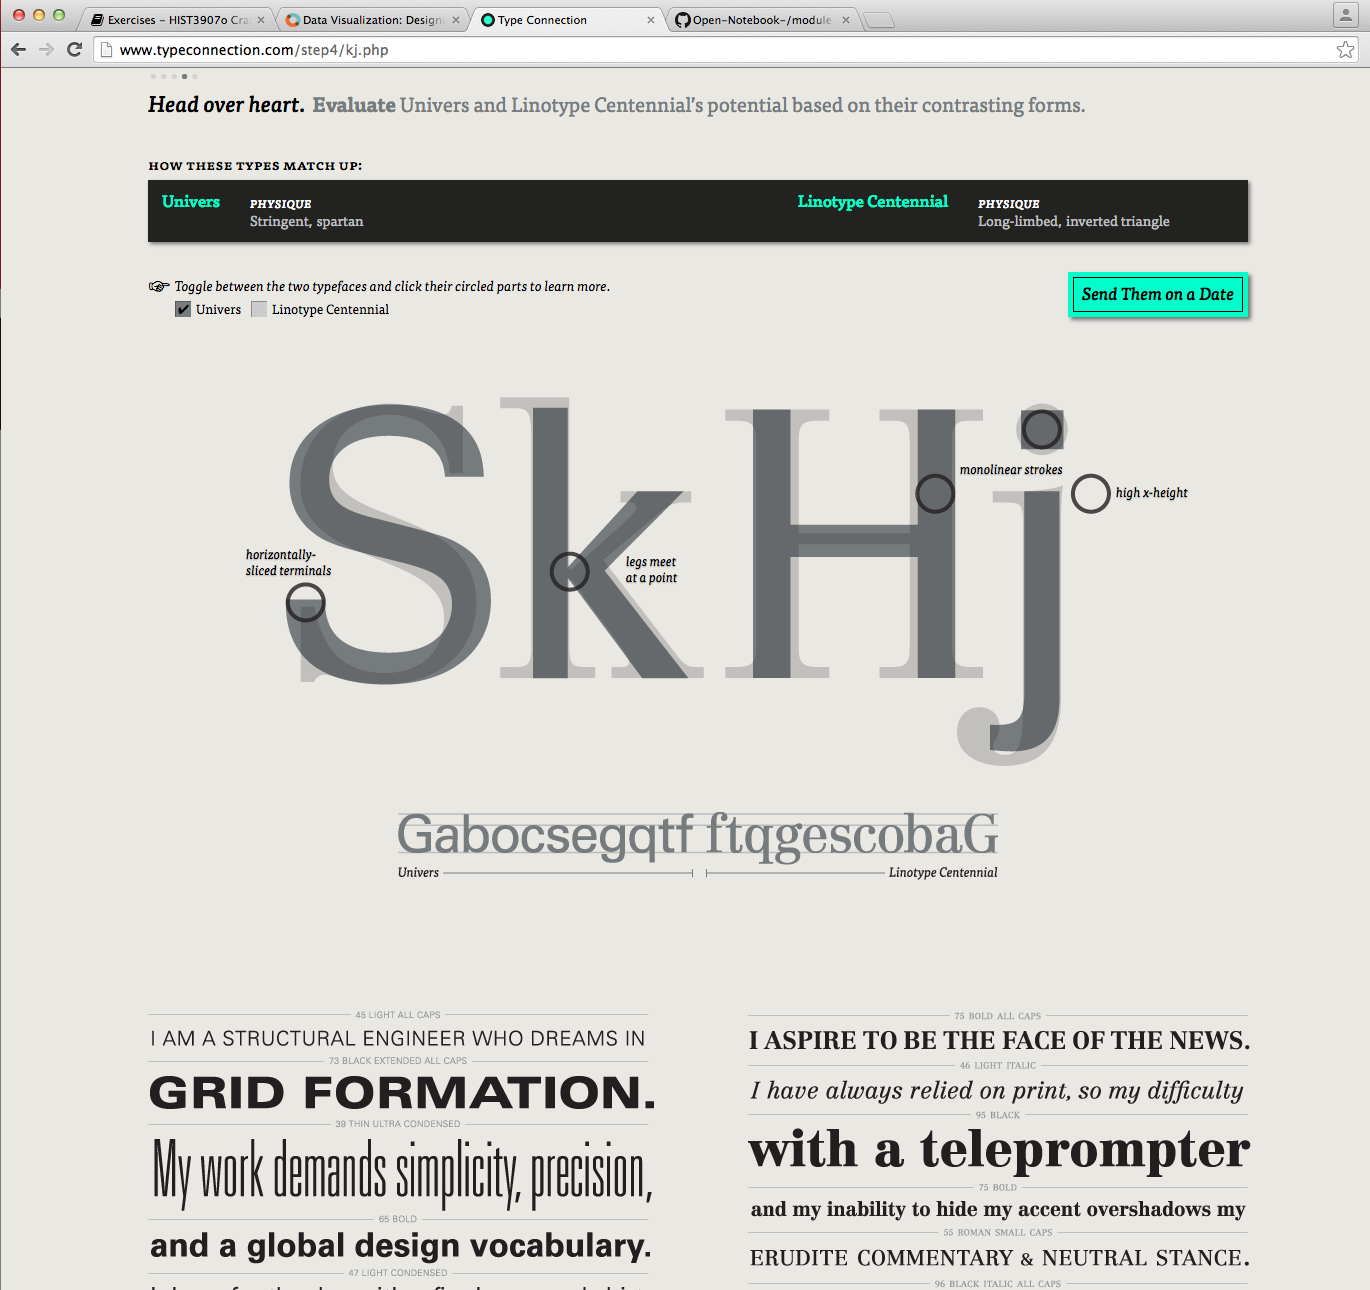 Exercises – HIST3907o Cra
Data Visualization: Design
Type Connection
Open-Notebook-/module
www.typeconnection.com/step4/kj.php
Head over heart. Evaluate Univers and Linotype Centennial's potential based on their contrasting forms.
HOW THESE TYPES MATCH UP:
Univers PHYSIQUE
Stringent, spartan
Linotype Centennial PHYSIQUE
Long-limbed, inverted triangle
Toggle between the two typefaces and click their circled parts to learn more.
Univers Linotype Centennial
Send Them on a Date
SkHj
monolinear strokes
high x-height
horizontally-
sliced terminals
legs meet
at a point
Gabocsegqtf ftqgescobaG
Univers Linotype Centennial
45 LIGHT ALL CAPS
I AM A STRUCTURAL ENGINEER WHO DREAMS IN
73 BLACK EXTENDED ALL CAPS
GRID FORMATION.
39 THIN ULTRA CONDENSED
My work demands simplicity, precision,
65 BOLD
and a global design vocabulary.
47 LIGHT CONDENSED
75 BOLD ALL CAPS
I ASPIRE TO BE THE FACE OF THE NEWS.
46 LIGHT ITALIC
I have always relied on print, so my difficulty
95 BLACK
with a teleprompter
75 BOLD
and my inability to hide my accent overshadows my
55 ROMAN SMALL CAPS
ERUDITE COMMENTARY & NEUTRAL STANCE.
96 BLACK ITALIC ALL CAPS